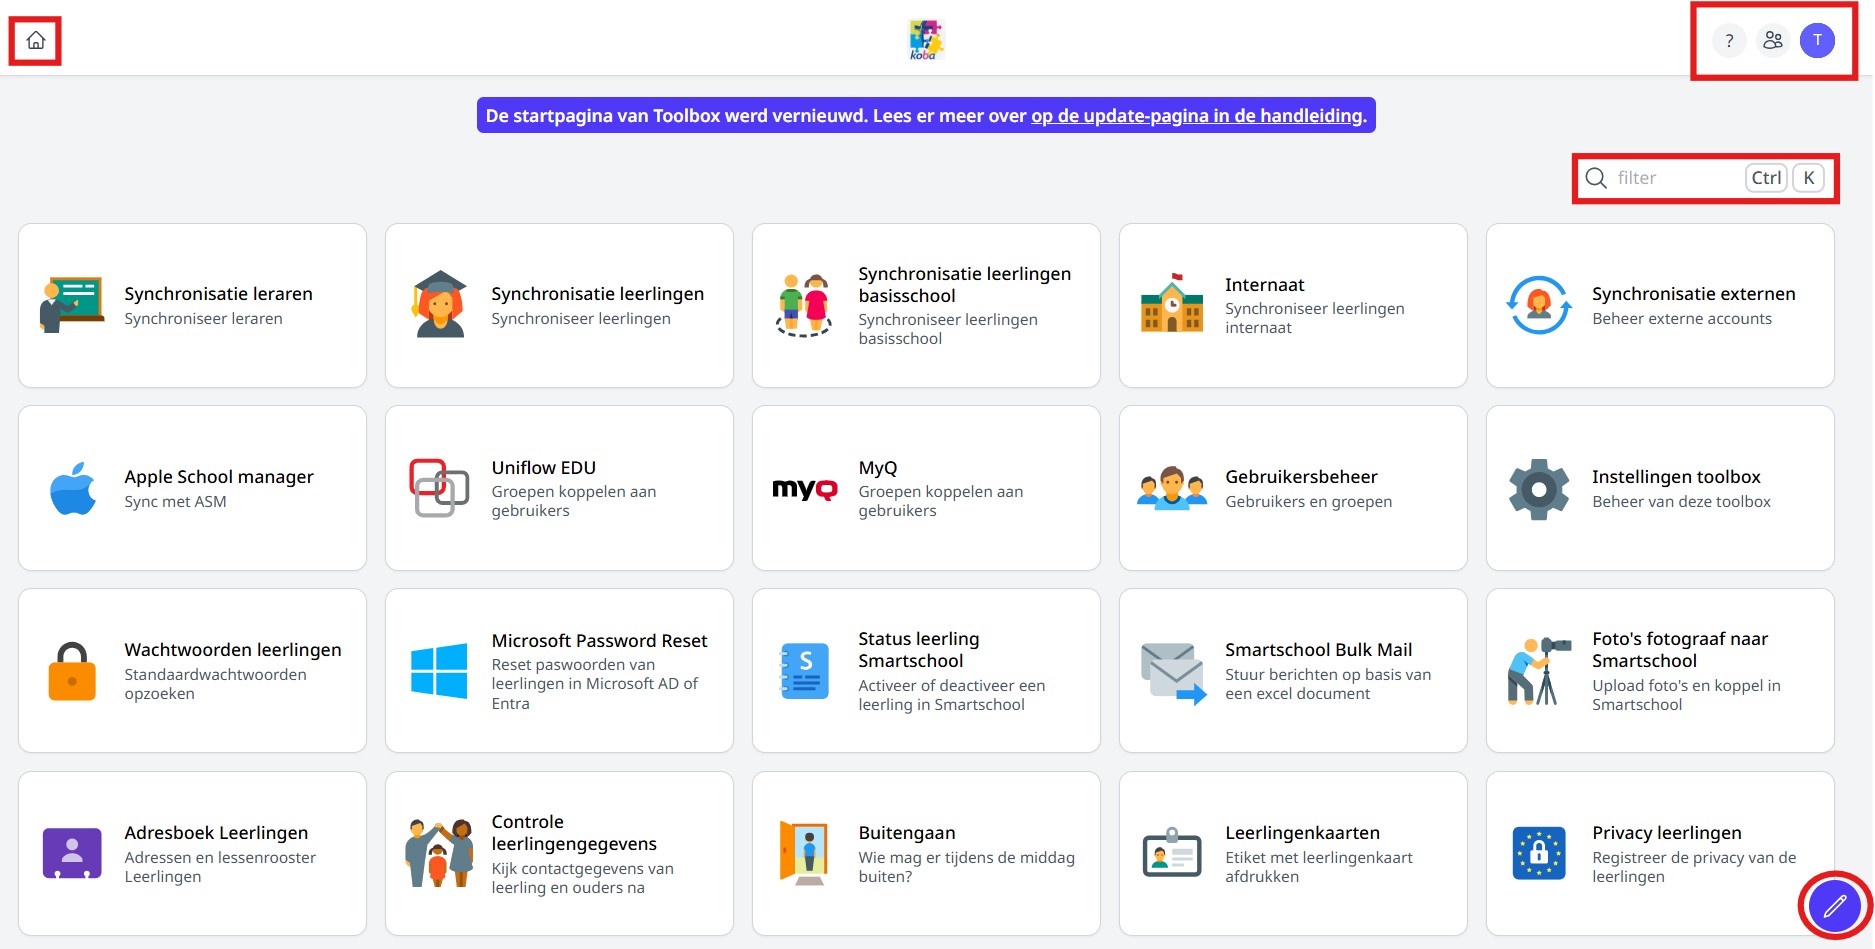 koba
?
T
De startpagina van Toolbox werd vernieuwd. Lees er meer over op de update-pagina in de handleiding.
filter Ctrl K
Synchronisatie leraren
Synchroniseer leraren
Synchronisatie leerlingen
Synchroniseer leerlingen
Synchronisatie leerlingen
basisschool
Synchroniseer leerlingen
basisschool
Internaat
Synchroniseer leerlingen
internaat
Synchronisatie externen
Beheer externe accounts
Apple School manager
Sync met ASM
Uniflow EDU
Groepen koppelen aan
gebruikers
myQ
MyQ
Groepen koppelen aan
gebruikers
Gebruikersbeheer
Gebruikers en groepen
Instellingen toolbox
Beheer van deze toolbox
Wachtwoorden leerlingen
Standaardwachtwoorden
opzoeken
Microsoft Password Reset
Reset paswoorden van
leerlingen in Microsoft AD of
Entra
S
Status leerling
Smartschool
Activeer of deactiveer een
leerling in Smartschool
Smartschool Bulk Mail
Stuur berichten op basis van
een excel document
Foto's fotograaf naar
Smartschool
Upload foto's en koppel in
Smartschool
Adresboek Leerlingen
Adressen en lessenrooster
Leerlingen
Controle
leerlingengegevens
Kijk contactgegevens van
leerling en ouders na
Buitengaan
Wie mag er tijdens de middag
buiten?
Leerlingenkaarten
Etiket met leerlingenkaart
afdrukken
Privacy leerlingen
Registreer de privacy van de
leerlingen